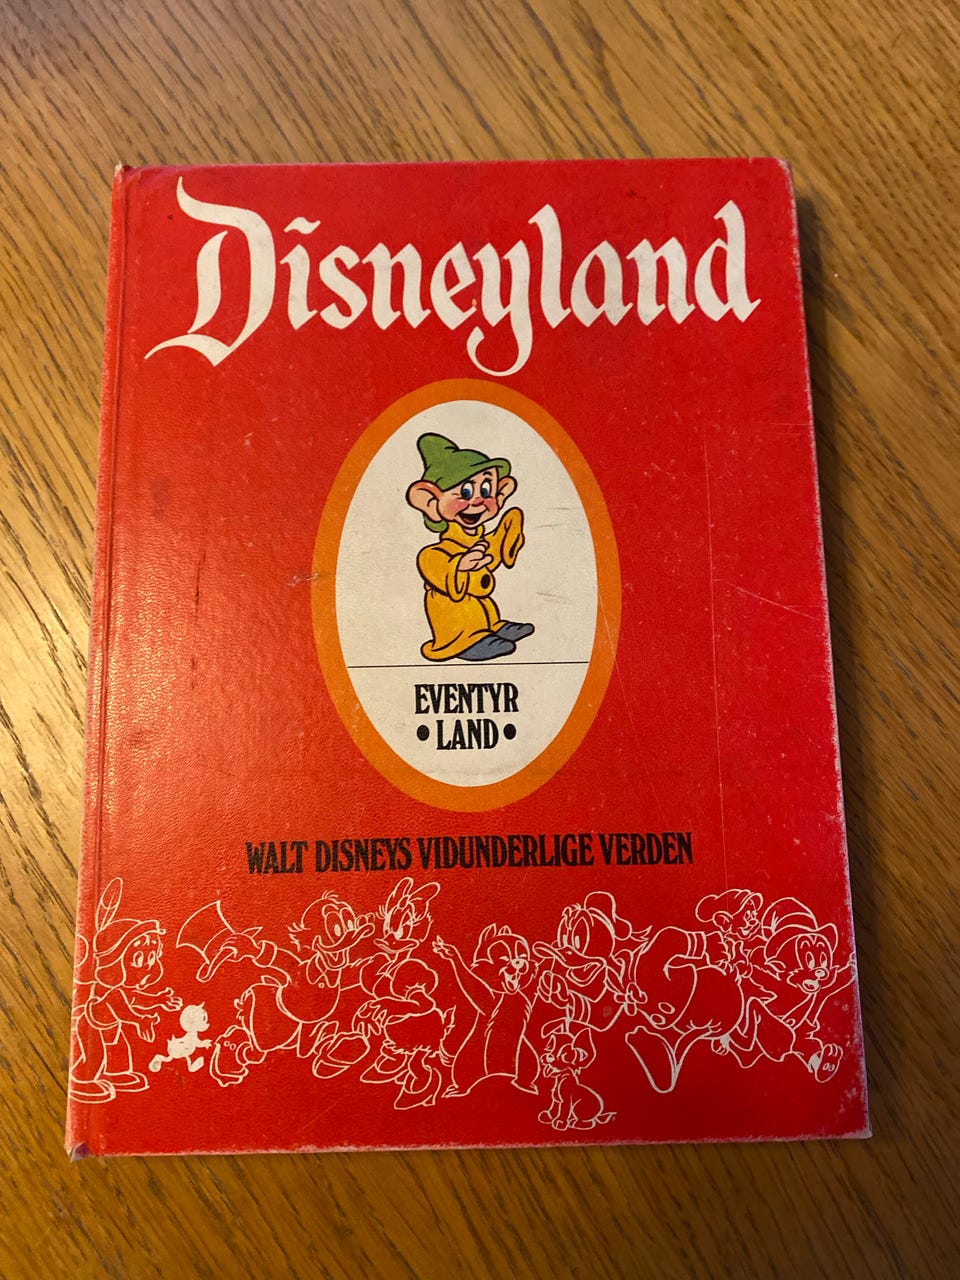 Disneyland
EVENTYR
• LAND •
WALT DISNEYS VIDUNDERLIGE VERDEN